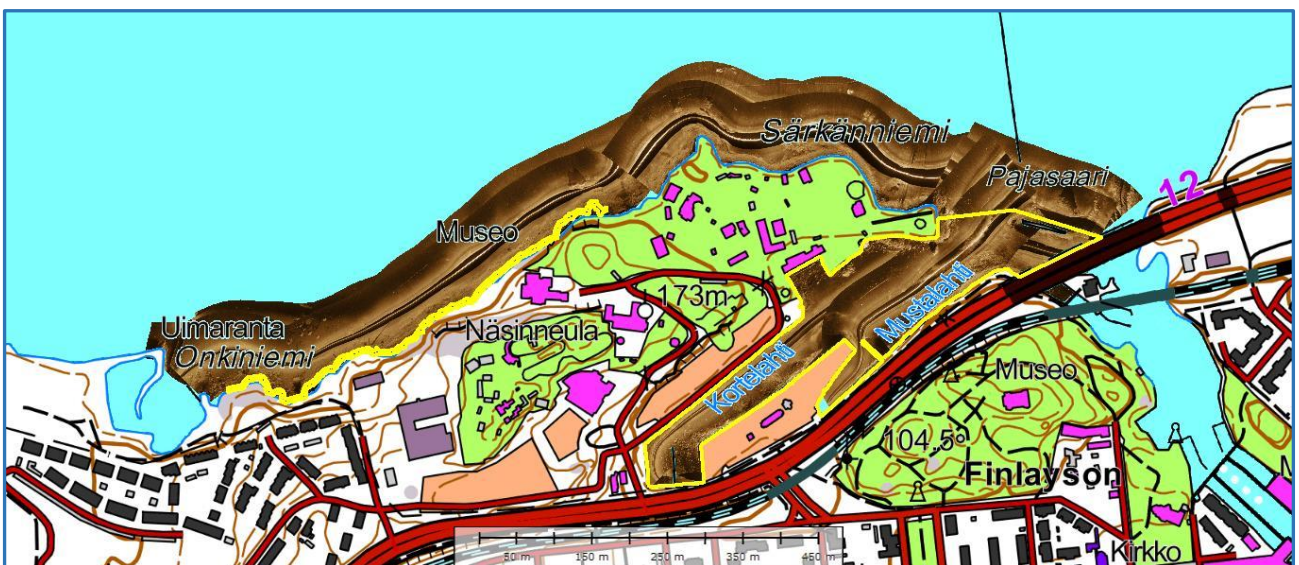 Särkänniemi
Pajasaari
12
Museo
173m
Mustalahti
Uimaranta
Onkiniemi
Näsinneula
Kortelahti
Museo
104.5
Finlayson
Kirkko
50 m 150 m 250 m 350 m 450 m